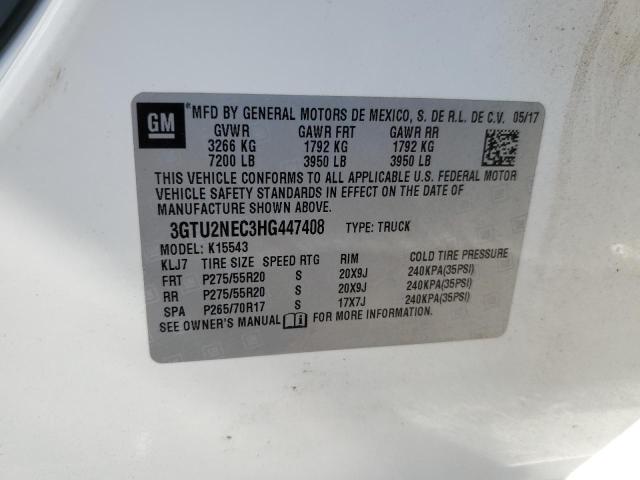 GM
MFD BY GENERAL MOTORS DE MEXICO, S. DE R.L. DE C.V. 05/17
GVWR GAWR FRT GAWR RR
3266 KG 1792 KG 1792 KG
7200 LB 3950 LB 3950 LB
THIS VEHICLE CONFORMS TO ALL APPLICABLE U.S. FEDERAL MOTOR
VEHICLE SAFETY STANDARDS IN EFFECT ON THE DATE OF
MANUFACTURE SHOWN ABOVE.
3GTU2NEC3HG447408 TYPE: TRUCK
MODEL: K15543
KLJ7 TIRE SIZE SPEED RTG RIM COLD TIRE PRESSURE
FRT P275/55R20 S 20X9J 240KPA(35PSI)
RR P275/55R20 S 20X9J 240KPA(35PSI)
SPA P265/70R17 S 17X7J 240KPA(35PSI)
SEE OWNER'S MANUAL FOR MORE INFORMATION.